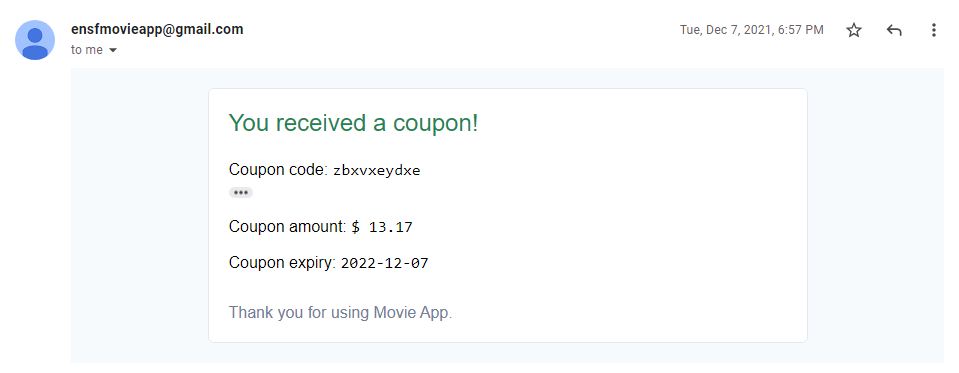 ensfmovieapp@gmail.com
Tue, Dec 7, 2021, 6:57 PM
to me
You received a coupon!
Coupon code: zbxvxeydxe
Coupon amount: $ 13.17
Coupon expiry: 2022-12-07
Thank you for using Movie App.